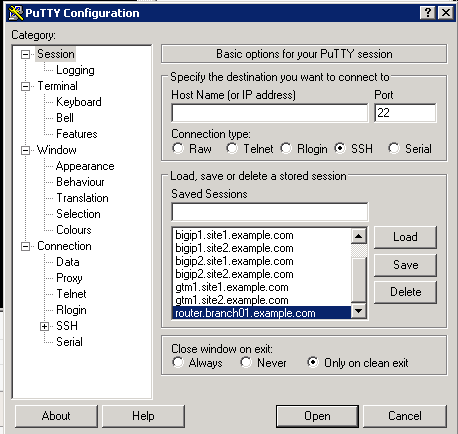 PuTTY Configuration
Category:
Session
Logging
Terminal
Keyboard
Bell
Features
Window
Appearance
Behaviour
Translation
Selection
Colours
Connection
Data
Proxy
Telnet
Rlogin
SSH
Serial
Basic options for your PuTTY session
Specify the destination you want to connect to
Host Name (or IP address) Port
22
Connection type:
Raw Telnet Rlogin SSH Serial
Load, save or delete a stored session
Saved Sessions
bigip1.site1.example.com
bigip1.site2.example.com
bigip2.site1.example.com
bigip2.site2.example.com
gtm1.site1.example.com
gtm1.site2.example.com
router.branch01.example.com
Load
Save
Delete
Close window on exit:
Always Never Only on clean exit
About Help Open Cancel